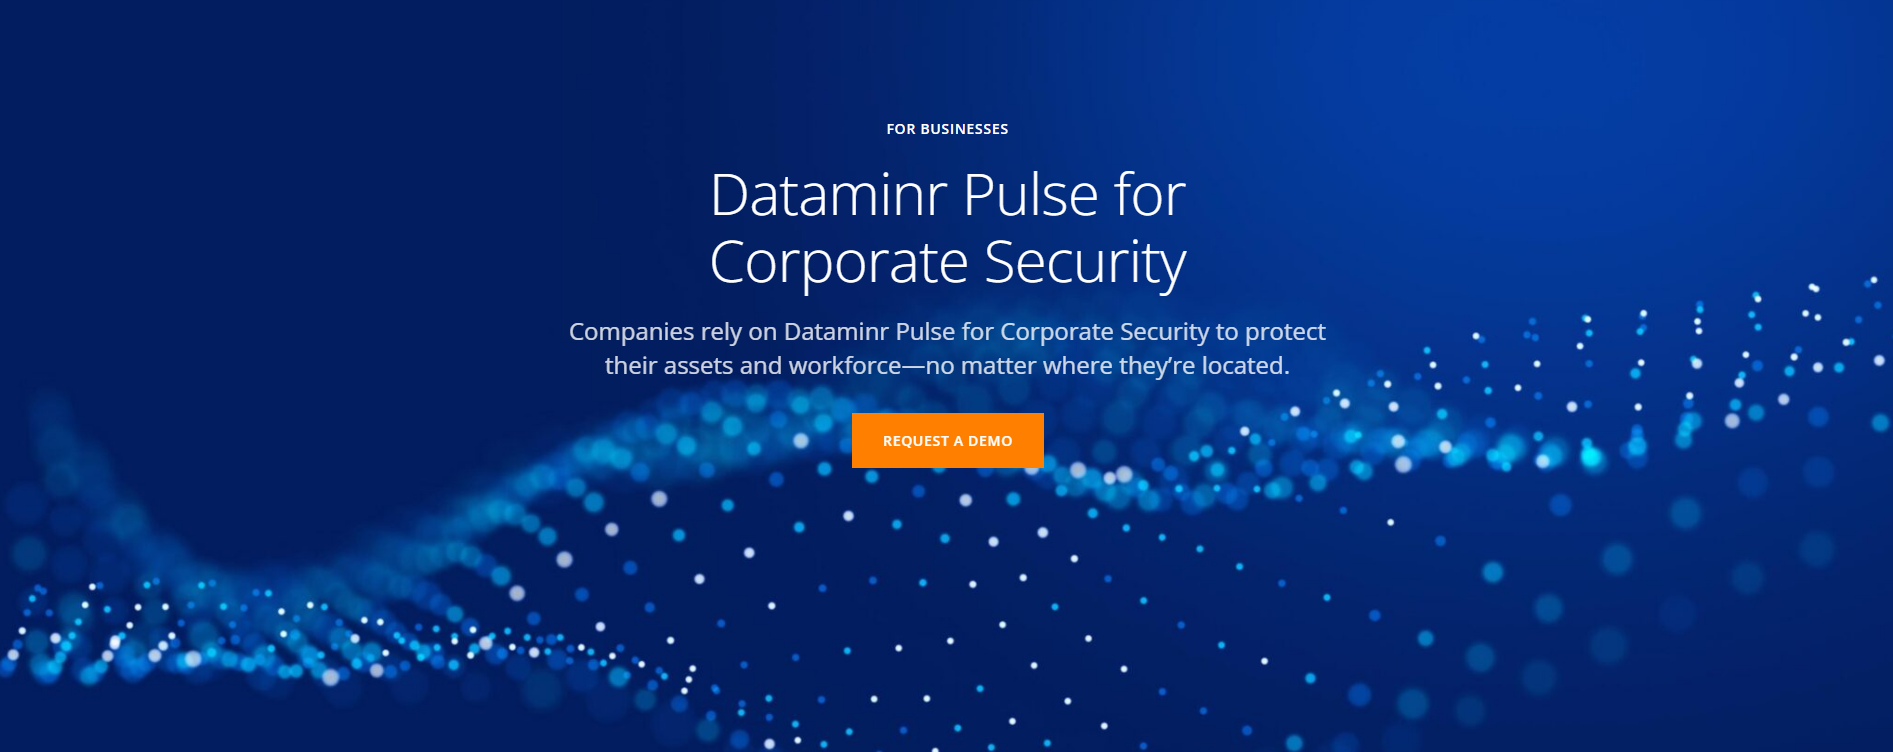 FOR BUSINESSES
Dataminr Pulse for
Corporate Security
Companies rely on Dataminr Pulse for Corporate Security to protect
their assets and workforce—no matter where they’re located.
REQUEST A DEMO